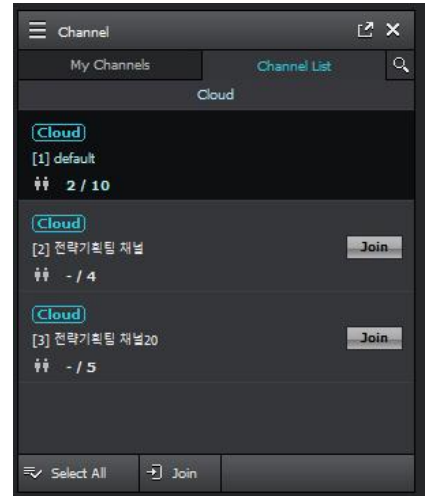 Channel
My Channels
Channel List
Cloud
Cloud
[1] default
2 / 10
Cloud
[2] 전략기획팀 채널
Join
- / 4
Cloud
[3] 전략기획팀 채널20
Join
- / 5
Select All
Join